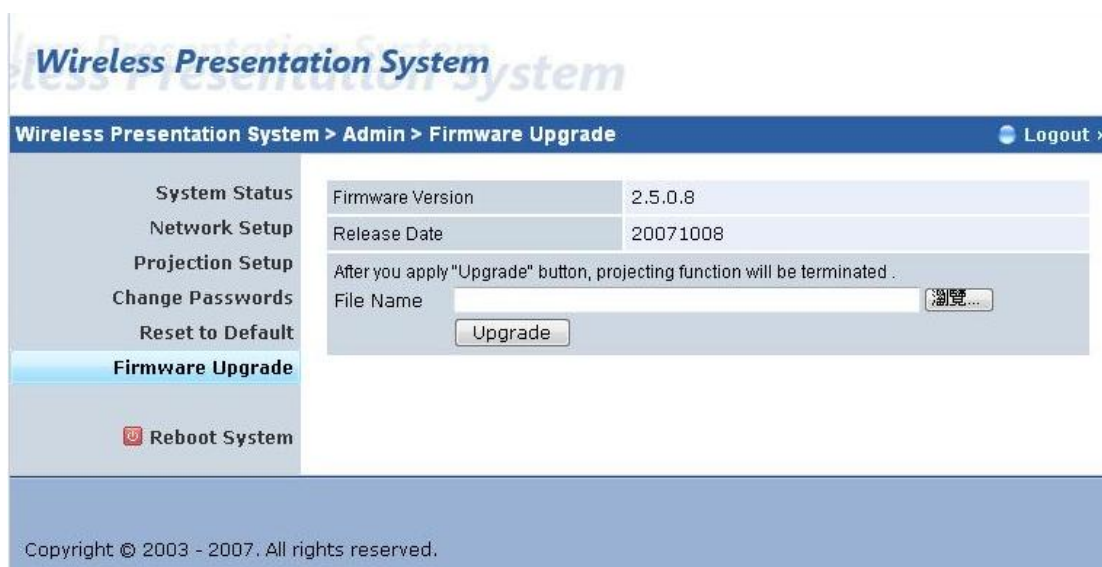 Wireless Presentation System
Wireless Presentation System > Admin > Firmware Upgrade
Logout »
System Status
Network Setup
Projection Setup
Change Passwords
Reset to Default
Firmware Upgrade
Reboot System
Firmware Version 2.5.0.8
Release Date 20071008
After you apply "Upgrade" button, projecting function will be terminated .
File Name 瀏覽...
Upgrade
Copyright © 2003 - 2007. All rights reserved.